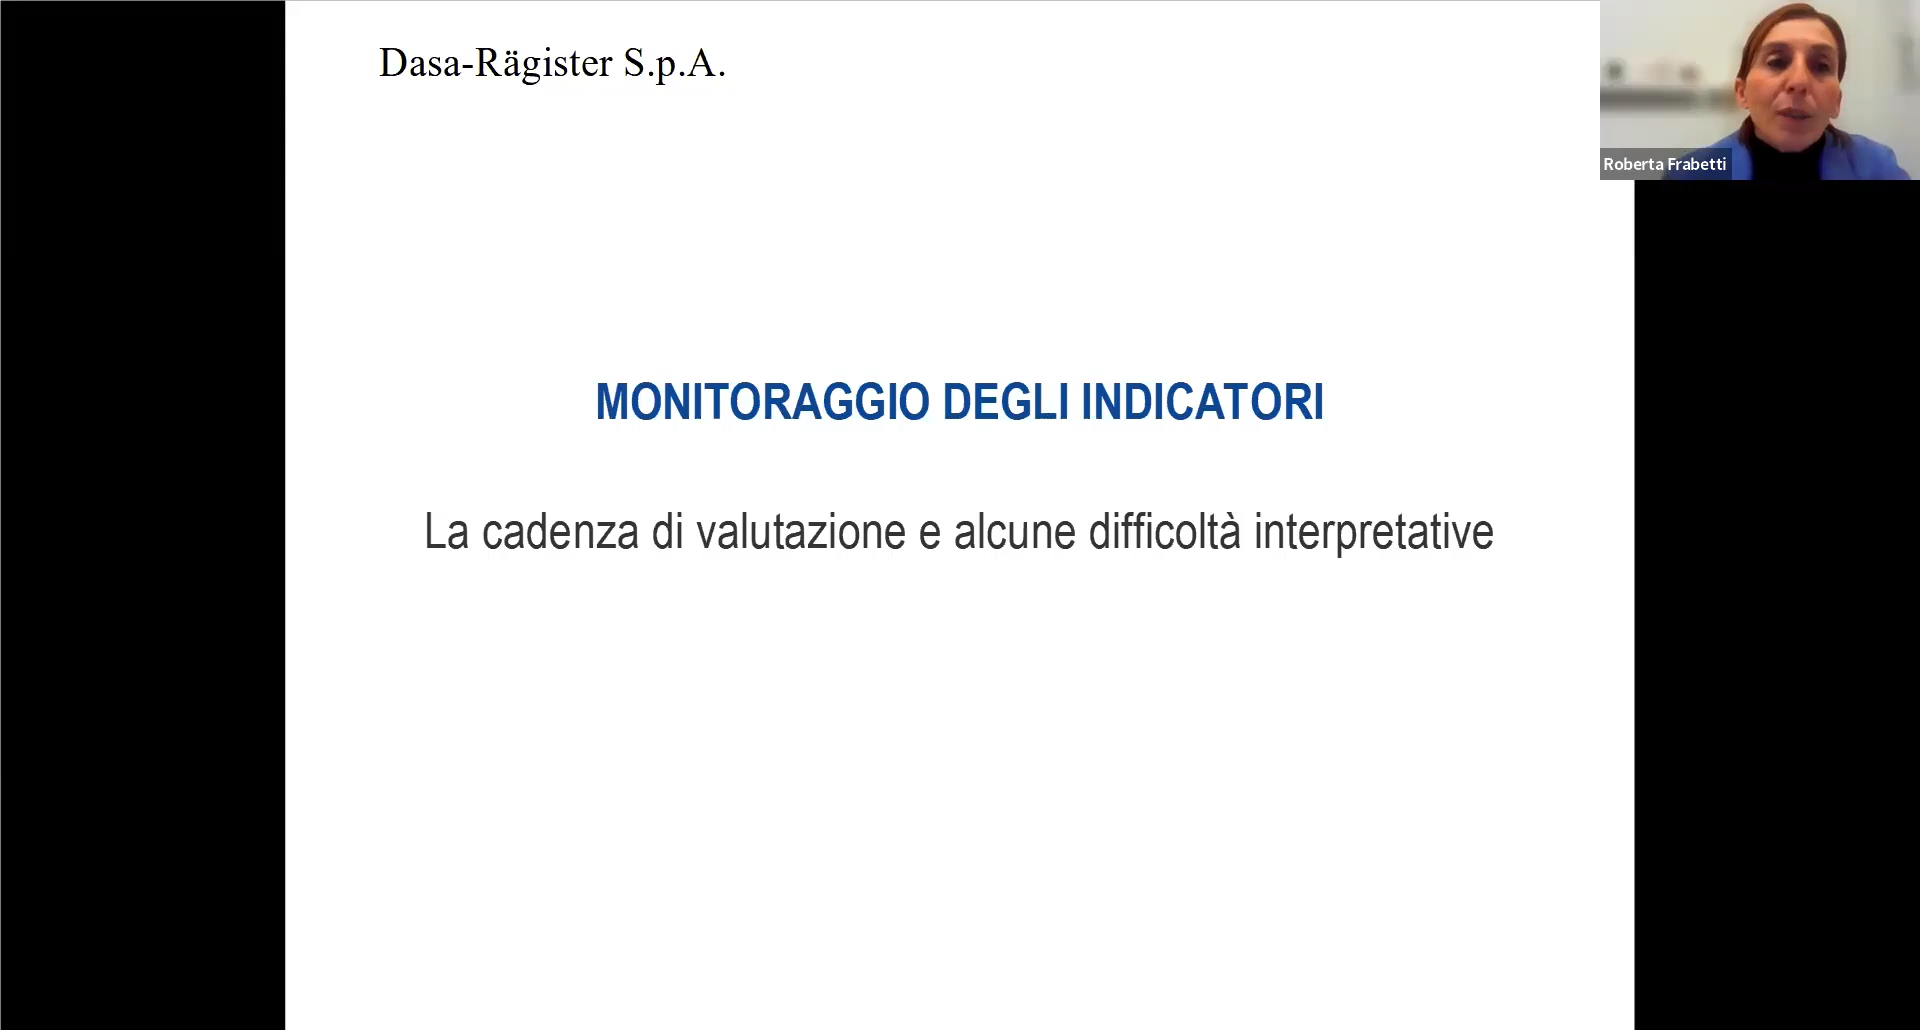 Dasa-Rägister S.p.A.
Roberta Frabetti
MONITORAGGIO DEGLI INDICATORI
La cadenza di valutazione e alcune difficoltà interpretative